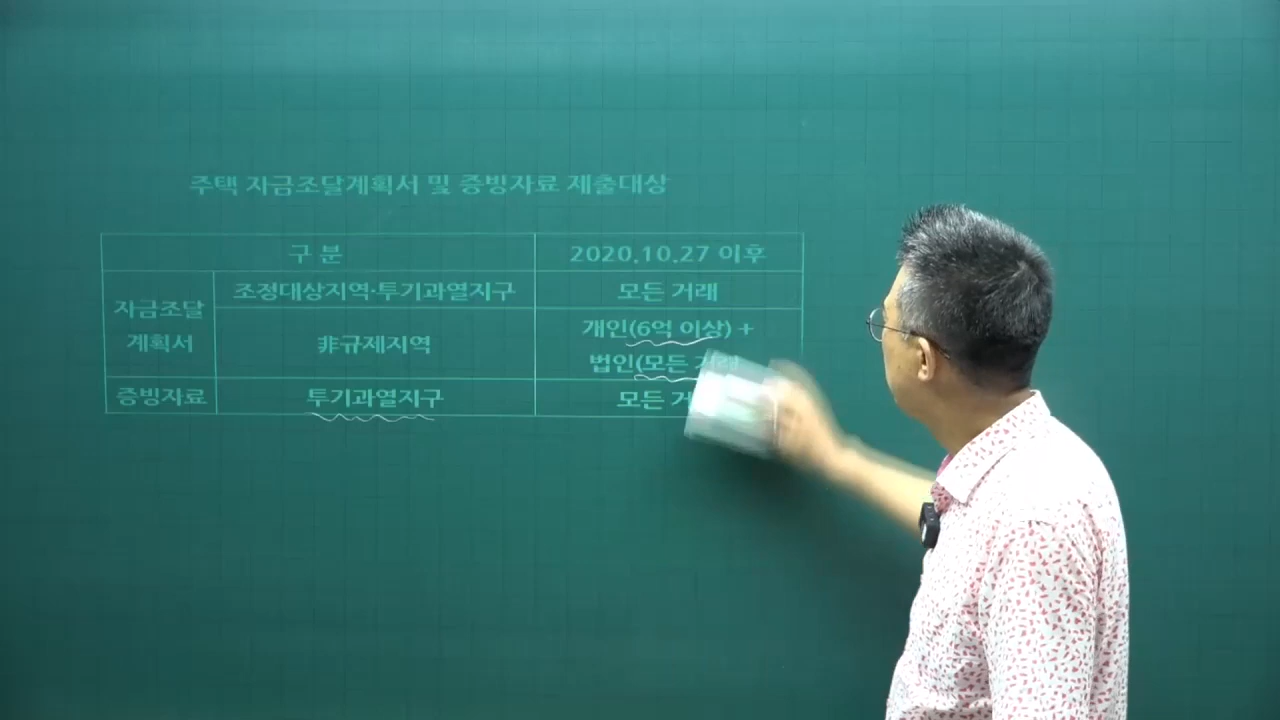 주택 자금조달계획서 및 증빙자료 제출대상
구 분
2020.10.27 이후
자금조달
계획서
조정대상지역·투기과열지구
모든 거래
非규제지역
개인(6억 이상) +
법인(모든
증빙자료
투기과열지구
모든